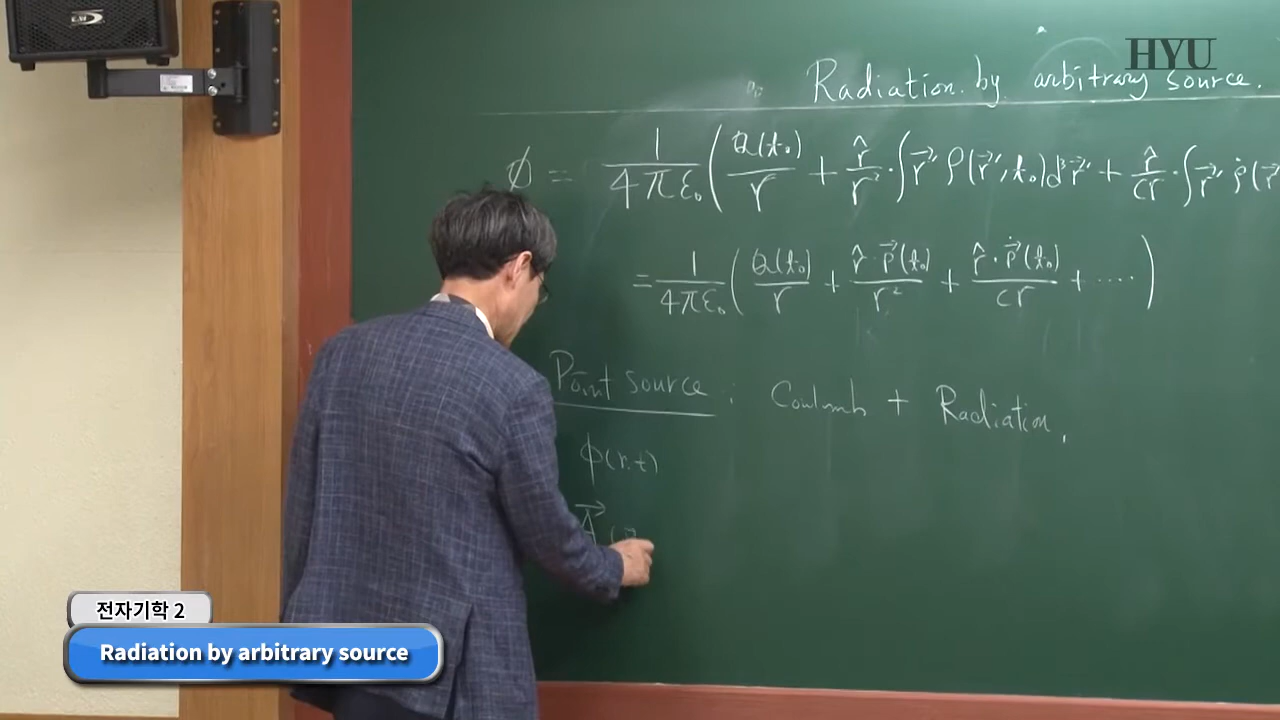 HYU
Radiation by arbitrary source.
∅ = 1/4πε₀ ( Q(t₀)/r + r̂/r² · ∫ r⃗' ρ(r⃗', t₀) d³r⃗' + r̂/cr · ∫ r⃗' ρ̇(r⃗'
= 1/4πε₀ ( Q(t₀)/r + r̂ · p⃗(t₀)/r² + r̂ · p⃗̇(t₀)/cr + ···· )
Point source : Coulomb + Radiation.
ϕ(r,t)
A⃗ (r⃗
전자기학 2
Radiation by arbitrary source